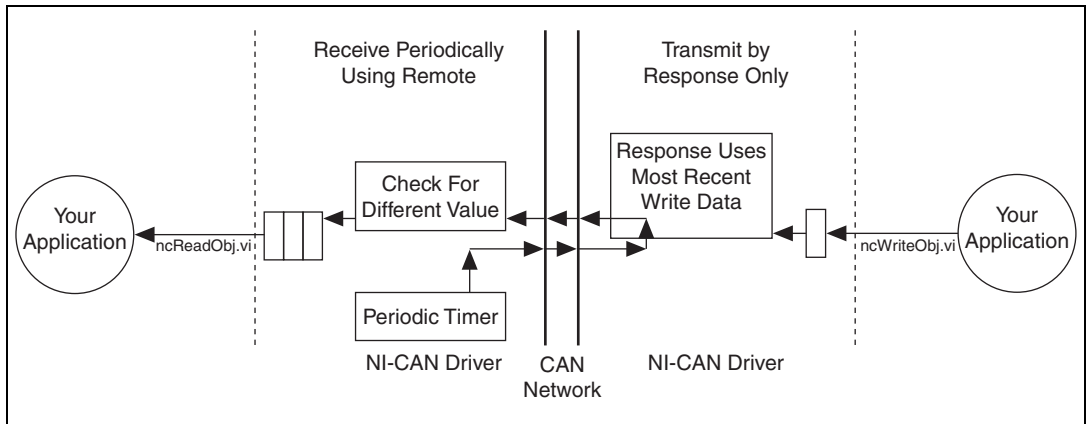 Receive Periodically
Using Remote
Transmit by
Response Only
Your
Application
ncReadObj.vi
Check For
Different Value
Periodic Timer
Response Uses
Most Recent
Write Data
ncWriteObj.vi
Your
Application
NI-CAN Driver
CAN
Network
NI-CAN Driver